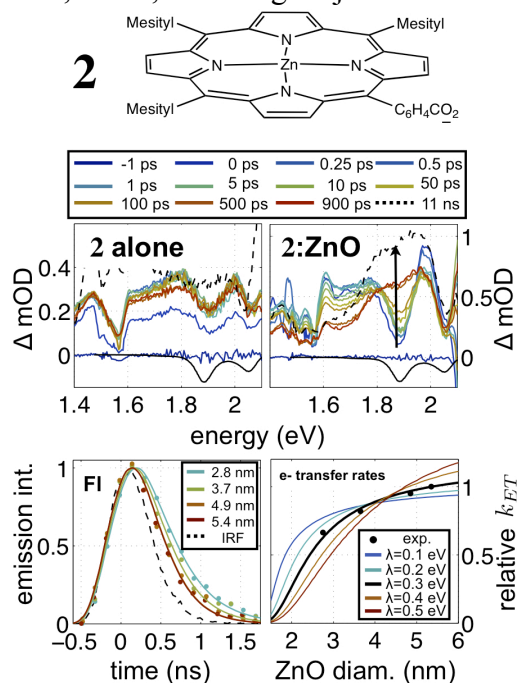 Mesityl
Mesityl
2
N
N
Zn
N
N
Mesityl
C6H4CO2
−
-1 ps
0 ps
0.25 ps
0.5 ps
1 ps
5 ps
10 ps
50 ps
100 ps
500 ps
900 ps
11 ns
2 alone
2:ZnO
Δ mOD
0.4
0.2
0
1
0.5
0
Δ mOD
1.4
1.6
1.8
2
1.6
1.8
2
energy (eV)
FI
2.8 nm
3.7 nm
4.9 nm
5.4 nm
IRF
emission int.
1
0.5
0
−0.5
0
0.5
1
1.5
time (ns)
e- transfer rates
exp.
λ=0.1 eV
λ=0.2 eV
λ=0.3 eV
λ=0.4 eV
λ=0.5 eV
1
0.5
0
relative kET
2
3
4
5
6
ZnO diam. (nm)